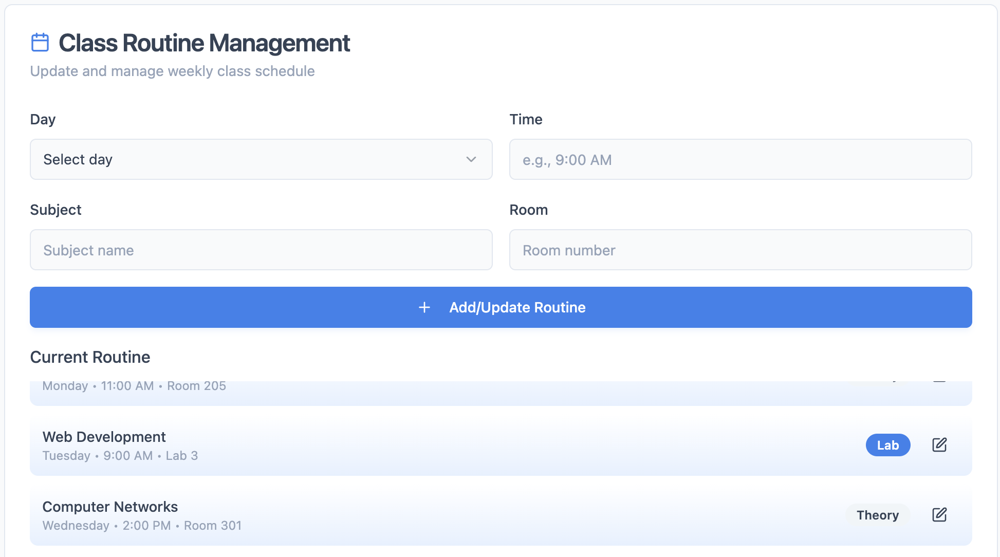 Class Routine Management
Update and manage weekly class schedule
Day
Time
Select day
e.g., 9:00 AM
Subject
Room
Subject name
Room number
Add/Update Routine
Current Routine
Monday • 11:00 AM • Room 205
Web Development
Tuesday • 9:00 AM • Lab 3
Lab
Computer Networks
Wednesday • 2:00 PM • Room 301
Theory